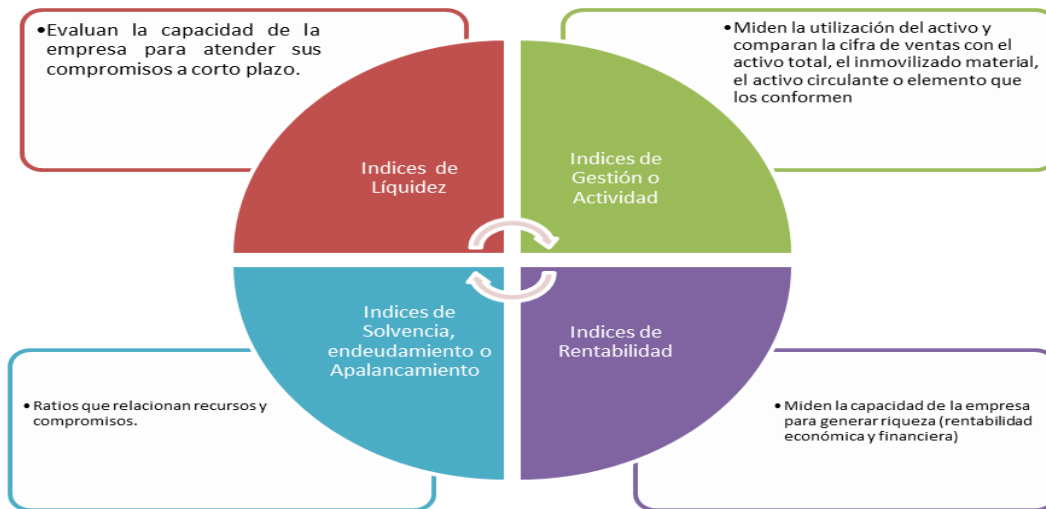 •Evaluan la capacidad de la
empresa para atender sus
compromisos a corto plazo.
•Miden la utilización del activo y
comparan la cifra de ventas con el
activo total, el inmovilizado material,
el activo circulante o elemento que
los conformen
Indices de
Líquidez
Indices de
Gestión o
Actividad
Indices de
Solvencia,
endeudamiento o
Apalancamiento
Indices de
Rentabilidad
•Ratios que relacionan recursos y
compromisos.
•Miden la capacidad de la empresa
para generar riqueza (rentabilidad
económica y financiera)